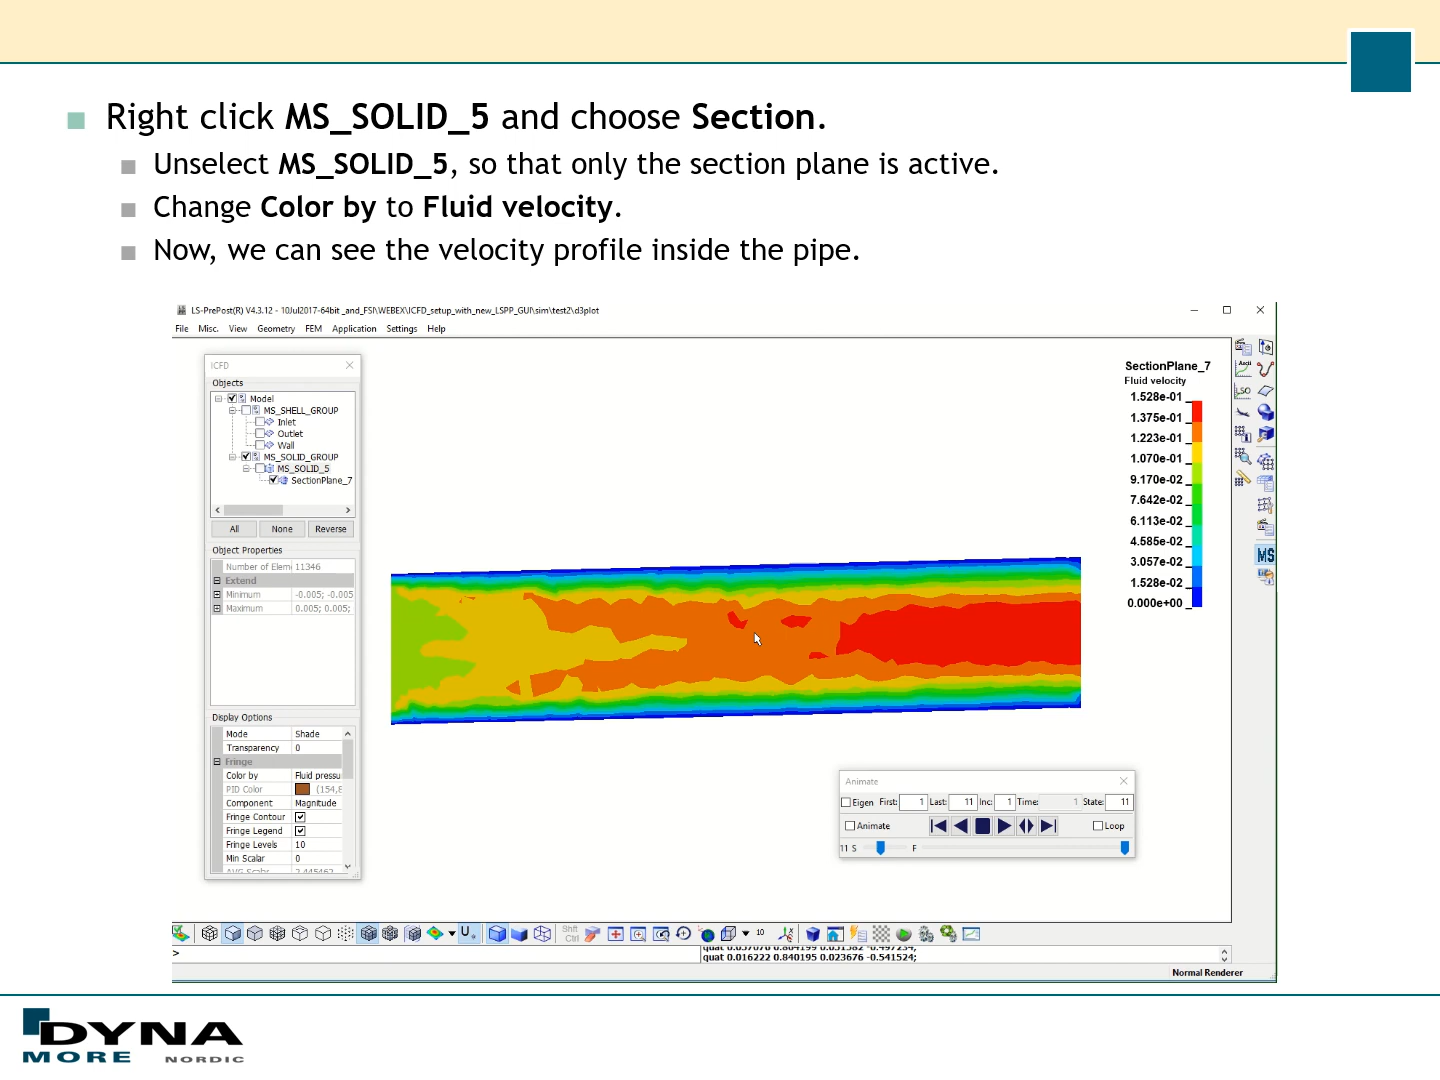 Right click MS_SOLID_5 and choose Section.
Unselect MS_SOLID_5, so that only the section plane is active.
Change Color by to Fluid velocity.
Now, we can see the velocity profile inside the pipe.
LS-PrePost(R) V4.3.12 - 10Jul2017-64bit _and_FSI\WEBEX\ICFD_setup_with_new_LSPP_GUI\sim\test2\d3plot
File Misc. View Geometry FEM Application Settings Help
ICFD
Objects
Model
MS_SHELL_GROUP
Inlet
Outlet
Wall
MS_SOLID_GROUP
MS_SOLID_5
SectionPlane_7
All None Reverse
Object Properties
Number of Elem 11346
Extend
Minimum -0.005; -0.005
Maximum 0.005; 0.005;
Display Options
Mode Shade
Transparency 0
Fringe
Color by Fluid pressu
PID Color (154,8
Component Magnitude
Fringe Contour
Fringe Legend
Fringe Levels 10
Min Scalar 0
SectionPlane_7
Fluid velocity
1.528e-01
1.375e-01
1.223e-01
1.070e-01
9.170e-02
7.642e-02
6.113e-02
4.585e-02
3.057e-02
1.528e-02
0.000e+00
Ascii
LSO
MS
Animate
Eigen First: 1 Last: 11 Inc: 1 Time: 1 State: 11
Animate Loop
11 S F
U. Shft Ctrl 10
>
quat 0.016222 0.840195 0.023676 -0.541524;
Normal Renderer
DYNA
MORE NORDIC